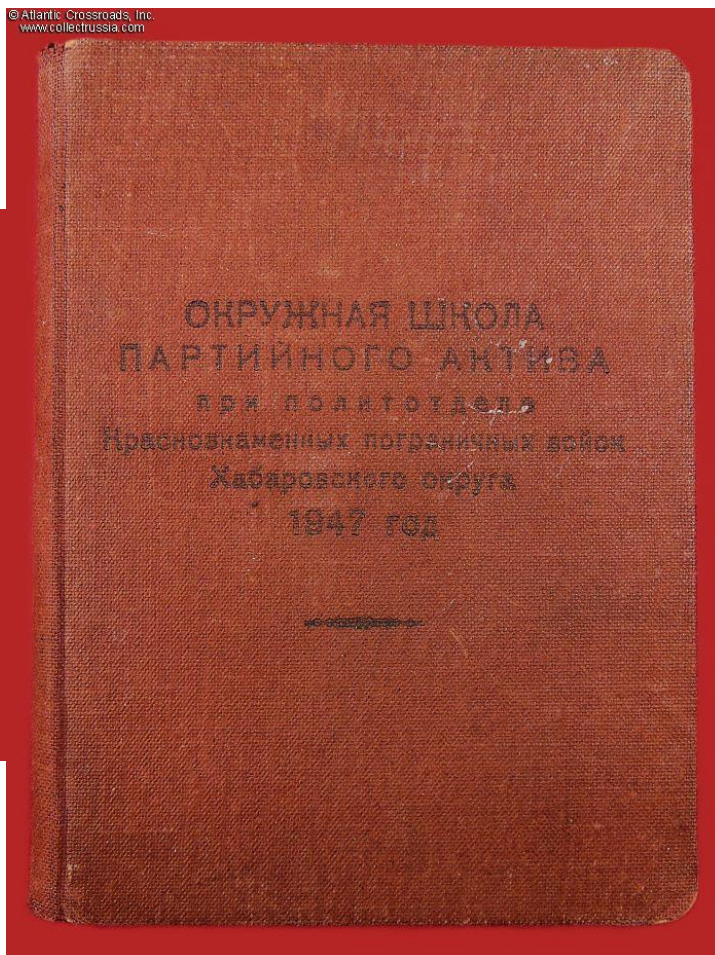 © Atlantic Crossroads, Inc.
www.collectrussia.com
ОКРУЖНАЯ ШКОЛА
ПАРТИЙНОГО АКТИВА
при политотделе
Краснознаменных пограничных войск
Хабаровского округа
1947 год